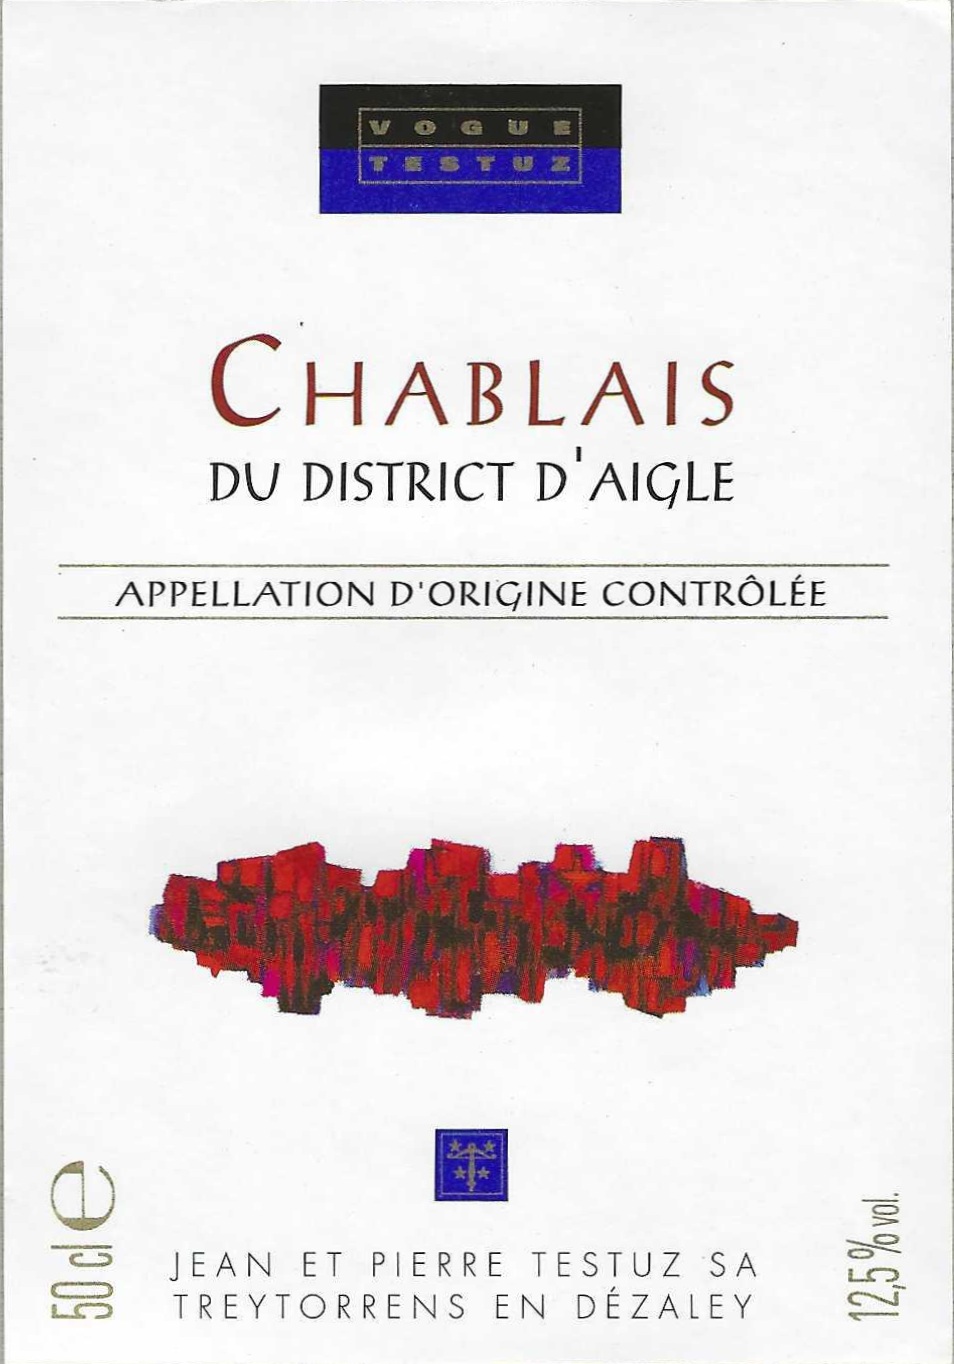 VOGUE
TESTUZ
CHABLAIS
DU DISTRICT D'AIGLE
APPELLATION D'ORIGINE CONTRÔLÉE
50 cl e
JEAN ET PIERRE TESTUZ SA
TREYTORRENS EN DÉZALEY
12,5% vol.